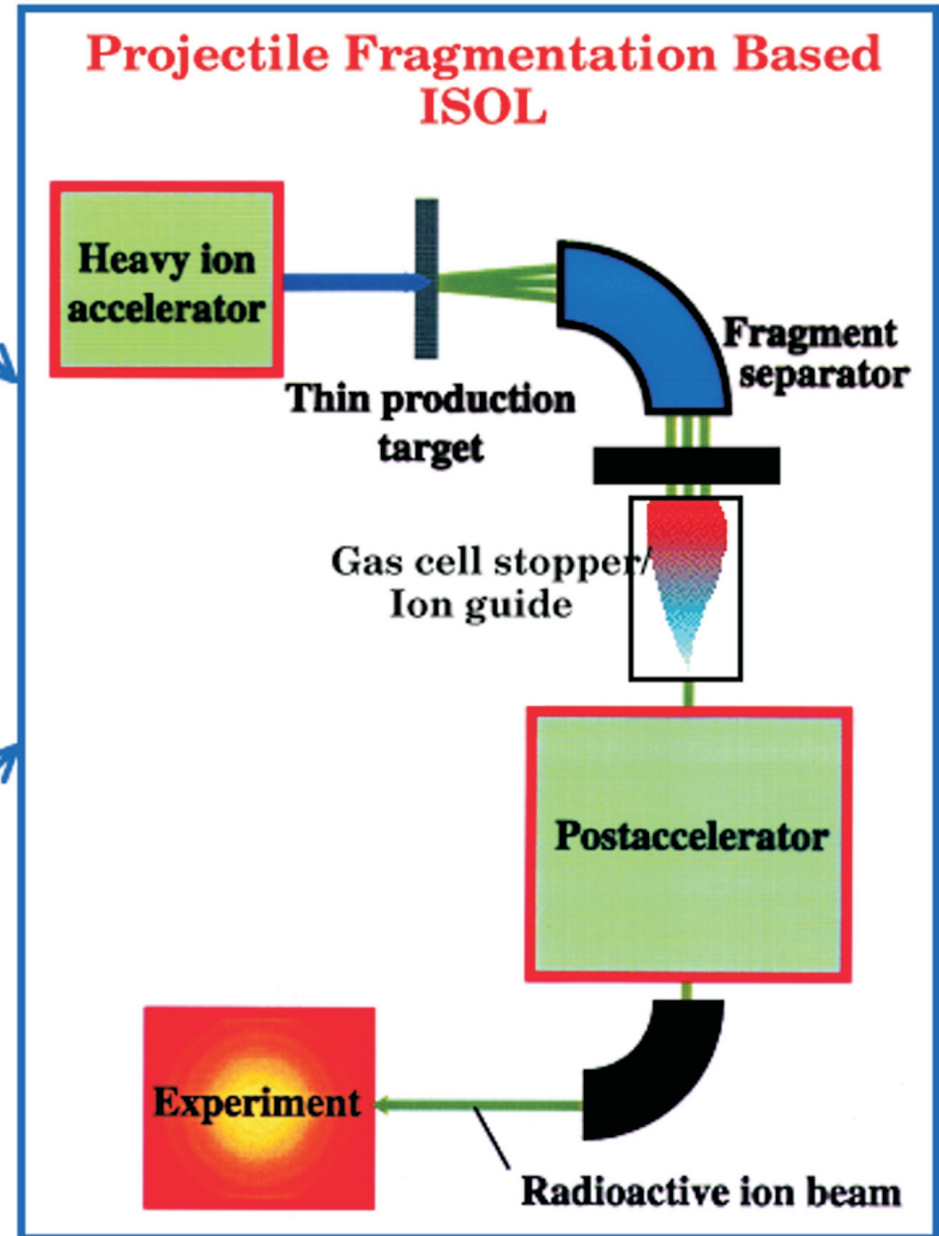 Projectile Fragmentation Based
ISOL
Heavy ion
accelerator
Thin production
target
Fragment
separator
Gas cell stopper/
Ion guide
Postaccelerator
Experiment
Radioactive ion beam